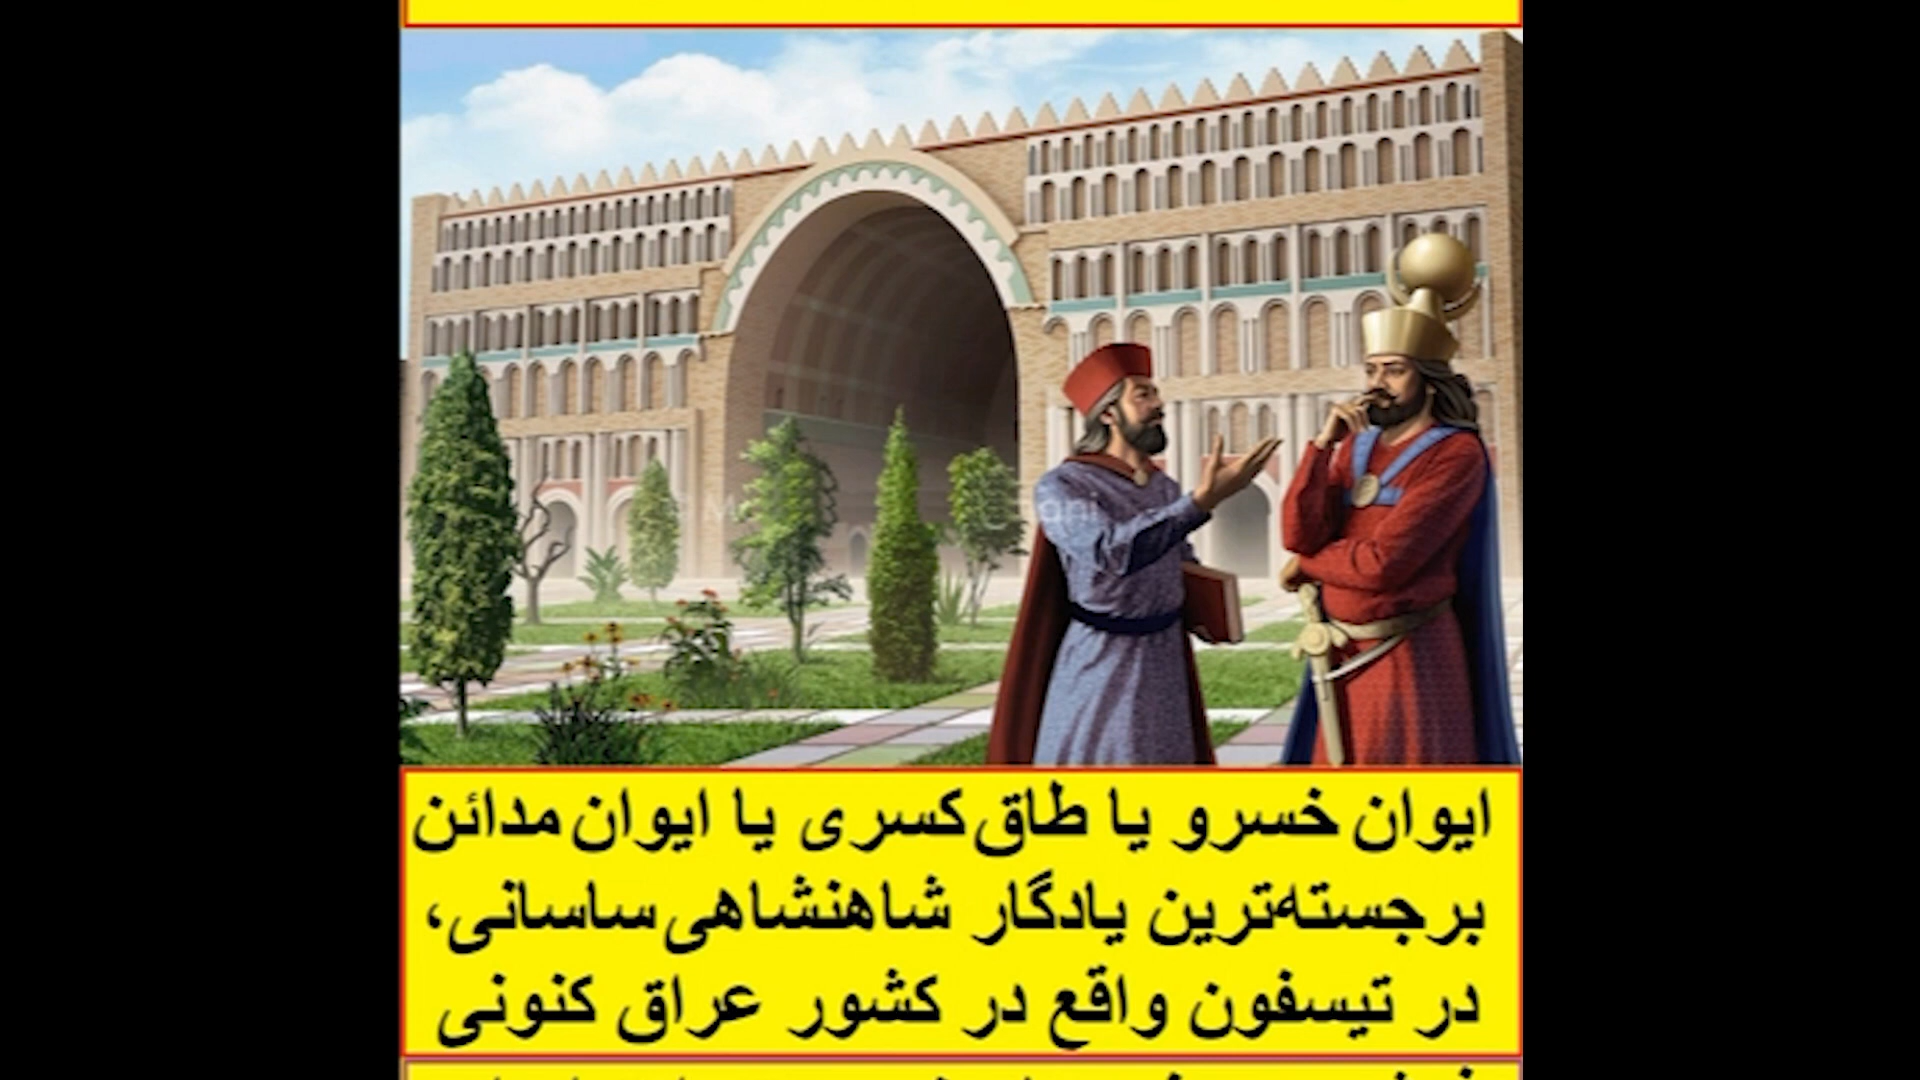 ایوان خسرو یا طاق کسری یا ایوان مدائن
برجسته‌ترین یادگار شاهنشاهی ساسانی،
در تیسفون واقع در کشور عراق کنونی